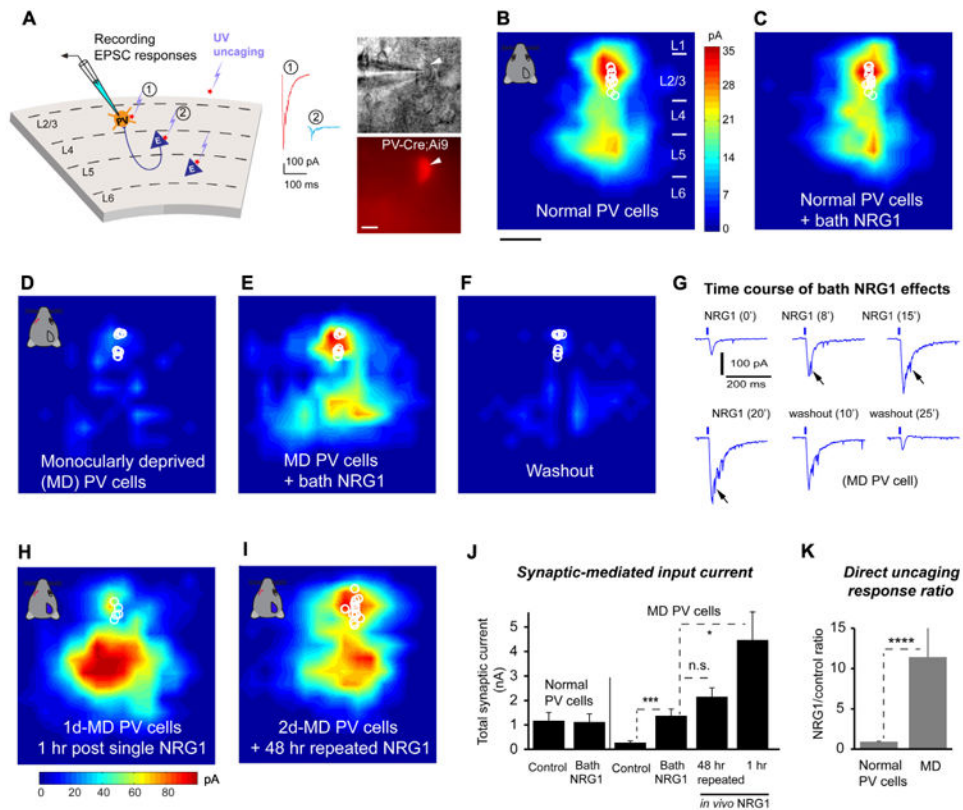 A
Recording
EPSC responses
UV
uncaging
1
2
PV
E
E
L2/3
L4
L5
L6
1
2
100 pA
100 ms
PV-Cre;Ai9
B
Normal PV cells
L1
L2/3
L4
L5
L6
pA
35
28
21
14
7
0
C
Normal PV cells
+ bath NRG1
D
Monocularly deprived
(MD) PV cells
E
MD PV cells
+ bath NRG1
F
Washout
G
Time course of bath NRG1 effects
NRG1 (0')
NRG1 (8')
NRG1 (15')
100 pA
200 ms
NRG1 (20')
washout (10')
washout (25')
(MD PV cell)
H
1d-MD PV cells
1 hr post single NRG1
pA
0
20
40
60
80
I
2d-MD PV cells
+ 48 hr repeated NRG1
J
Synaptic-mediated input current
Total synaptic current
(nA)
5
4
3
2
1
0
Normal
PV cells
MD PV cells
***
n.s.
*
Control
Bath
NRG1
Control
Bath
NRG1
48 hr
repeated
1 hr
in vivo NRG1
K
Direct uncaging
response ratio
NRG1/control ratio
15
10
5
0
****
Normal
PV cells
MD